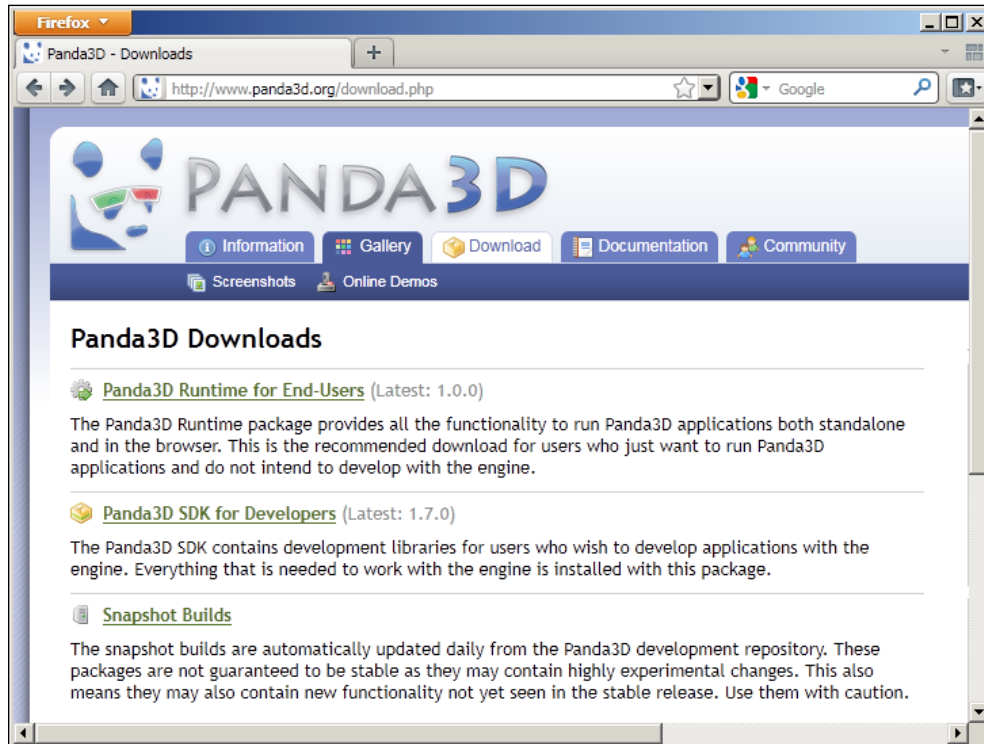 Firefox
Panda3D - Downloads
http://www.panda3d.org/download.php
Google
PANDA3D
Information Gallery Download Documentation Community
Screenshots Online Demos
Panda3D Downloads
Panda3D Runtime for End-Users (Latest: 1.0.0)
The Panda3D Runtime package provides all the functionality to run Panda3D applications both standalone
and in the browser. This is the recommended download for users who just want to run Panda3D
applications and do not intend to develop with the engine.
Panda3D SDK for Developers (Latest: 1.7.0)
The Panda3D SDK contains development libraries for users who wish to develop applications with the
engine. Everything that is needed to work with the engine is installed with this package.
Snapshot Builds
The snapshot builds are automatically updated daily from the Panda3D development repository. These
packages are not guaranteed to be stable as they may contain highly experimental changes. This also
means they may also contain new functionality not yet seen in the stable release. Use them with caution.